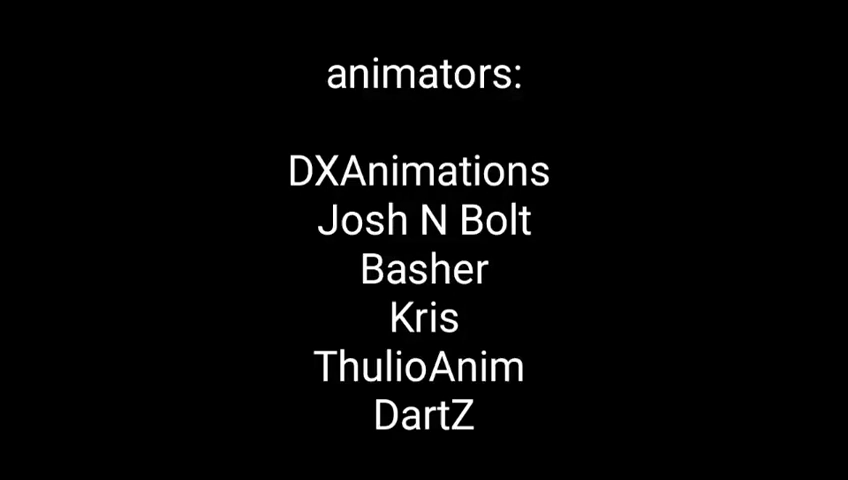 animators:
DXAnimations
Josh N Bolt
Basher
Kris
ThulioAnim
DartZ